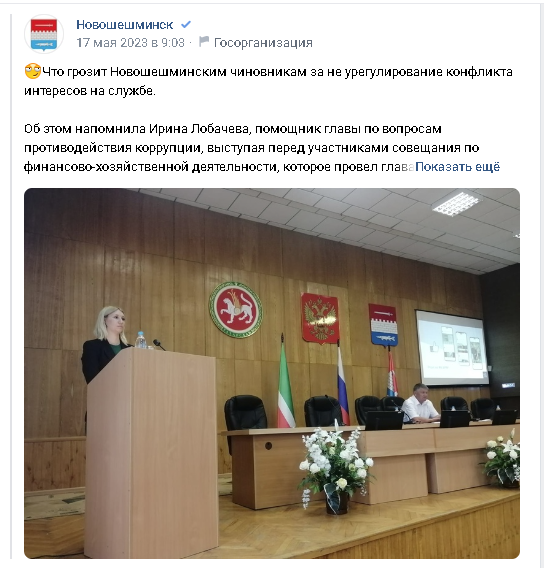 Новошешминск
17 мая 2023 в 9:03 · Госорганизация
🙄Что грозит Новошешминским чиновникам за не урегулирование конфликта
интересов на службе.
Об этом напомнила Ирина Лобачева, помощник главы по вопросам
противодействия коррупции, выступая перед участниками совещания по
финансово-хозяйственной деятельности, которое провел глава Показать ещё